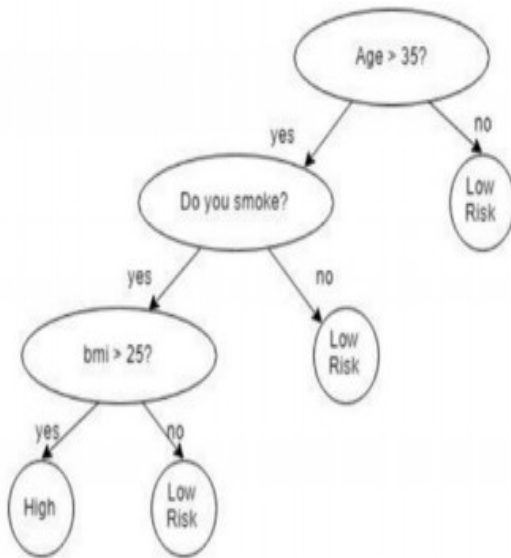 Age > 35?
yes
no
Do you smoke?
Low
Risk
yes
no
bmi > 25?
Low
Risk
yes
no
High
Low
Risk